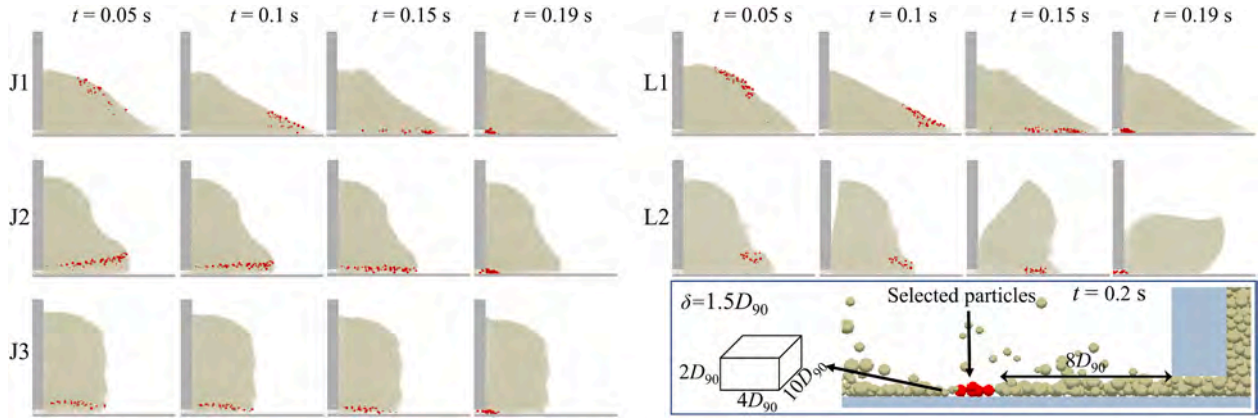 t = 0.05 s t = 0.1 s t = 0.15 s t = 0.19 s
t = 0.05 s t = 0.1 s t = 0.15 s t = 0.19 s
J1
L1
J2
L2
J3
Selected particles
t = 0.2 s
δ=1.5D90
8D90
2D90
4D90
10D90